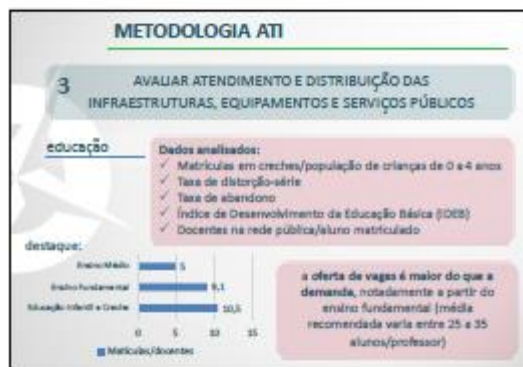 METODOLOGIA ATI
3
AVALIAR ATENDIMENTO E DISTRIBUIÇÃO DAS
INFRAESTRUTURAS, EQUIPAMENTOS E SERVIÇOS PÚBLICOS
educação
Dados analisados:
✓ Matrículas em creches/população de crianças de 0 a 4 anos
✓ Taxa de distorção-série
✓ Taxa de abandono
✓ Índice de Desenvolvimento da Educação Básica (IDEB)
✓ Docentes na rede pública/aluno matriculado
destaque:
Ensino Médio 5
Ensino Fundamental 9,1
Educação Infantil e Creche 10,5
0 5 10 15
Matículas/docentes
a oferta de vagas é maior do que a
demanda, notadamente a partir do
ensino fundamental (média
recomendada varia entre 25 a 35
alunos/professor)